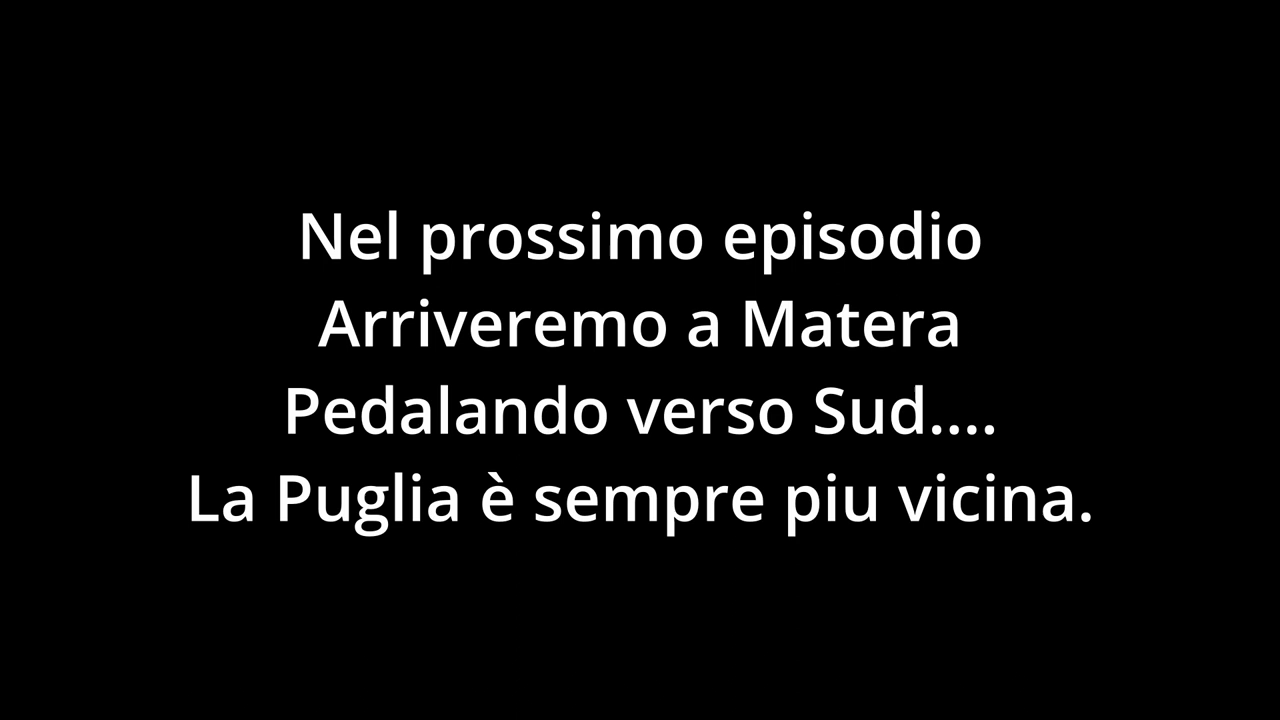 Nel prossimo episodio
Arriveremo a Matera
Pedalando verso Sud....
La Puglia è sempre piu vicina.